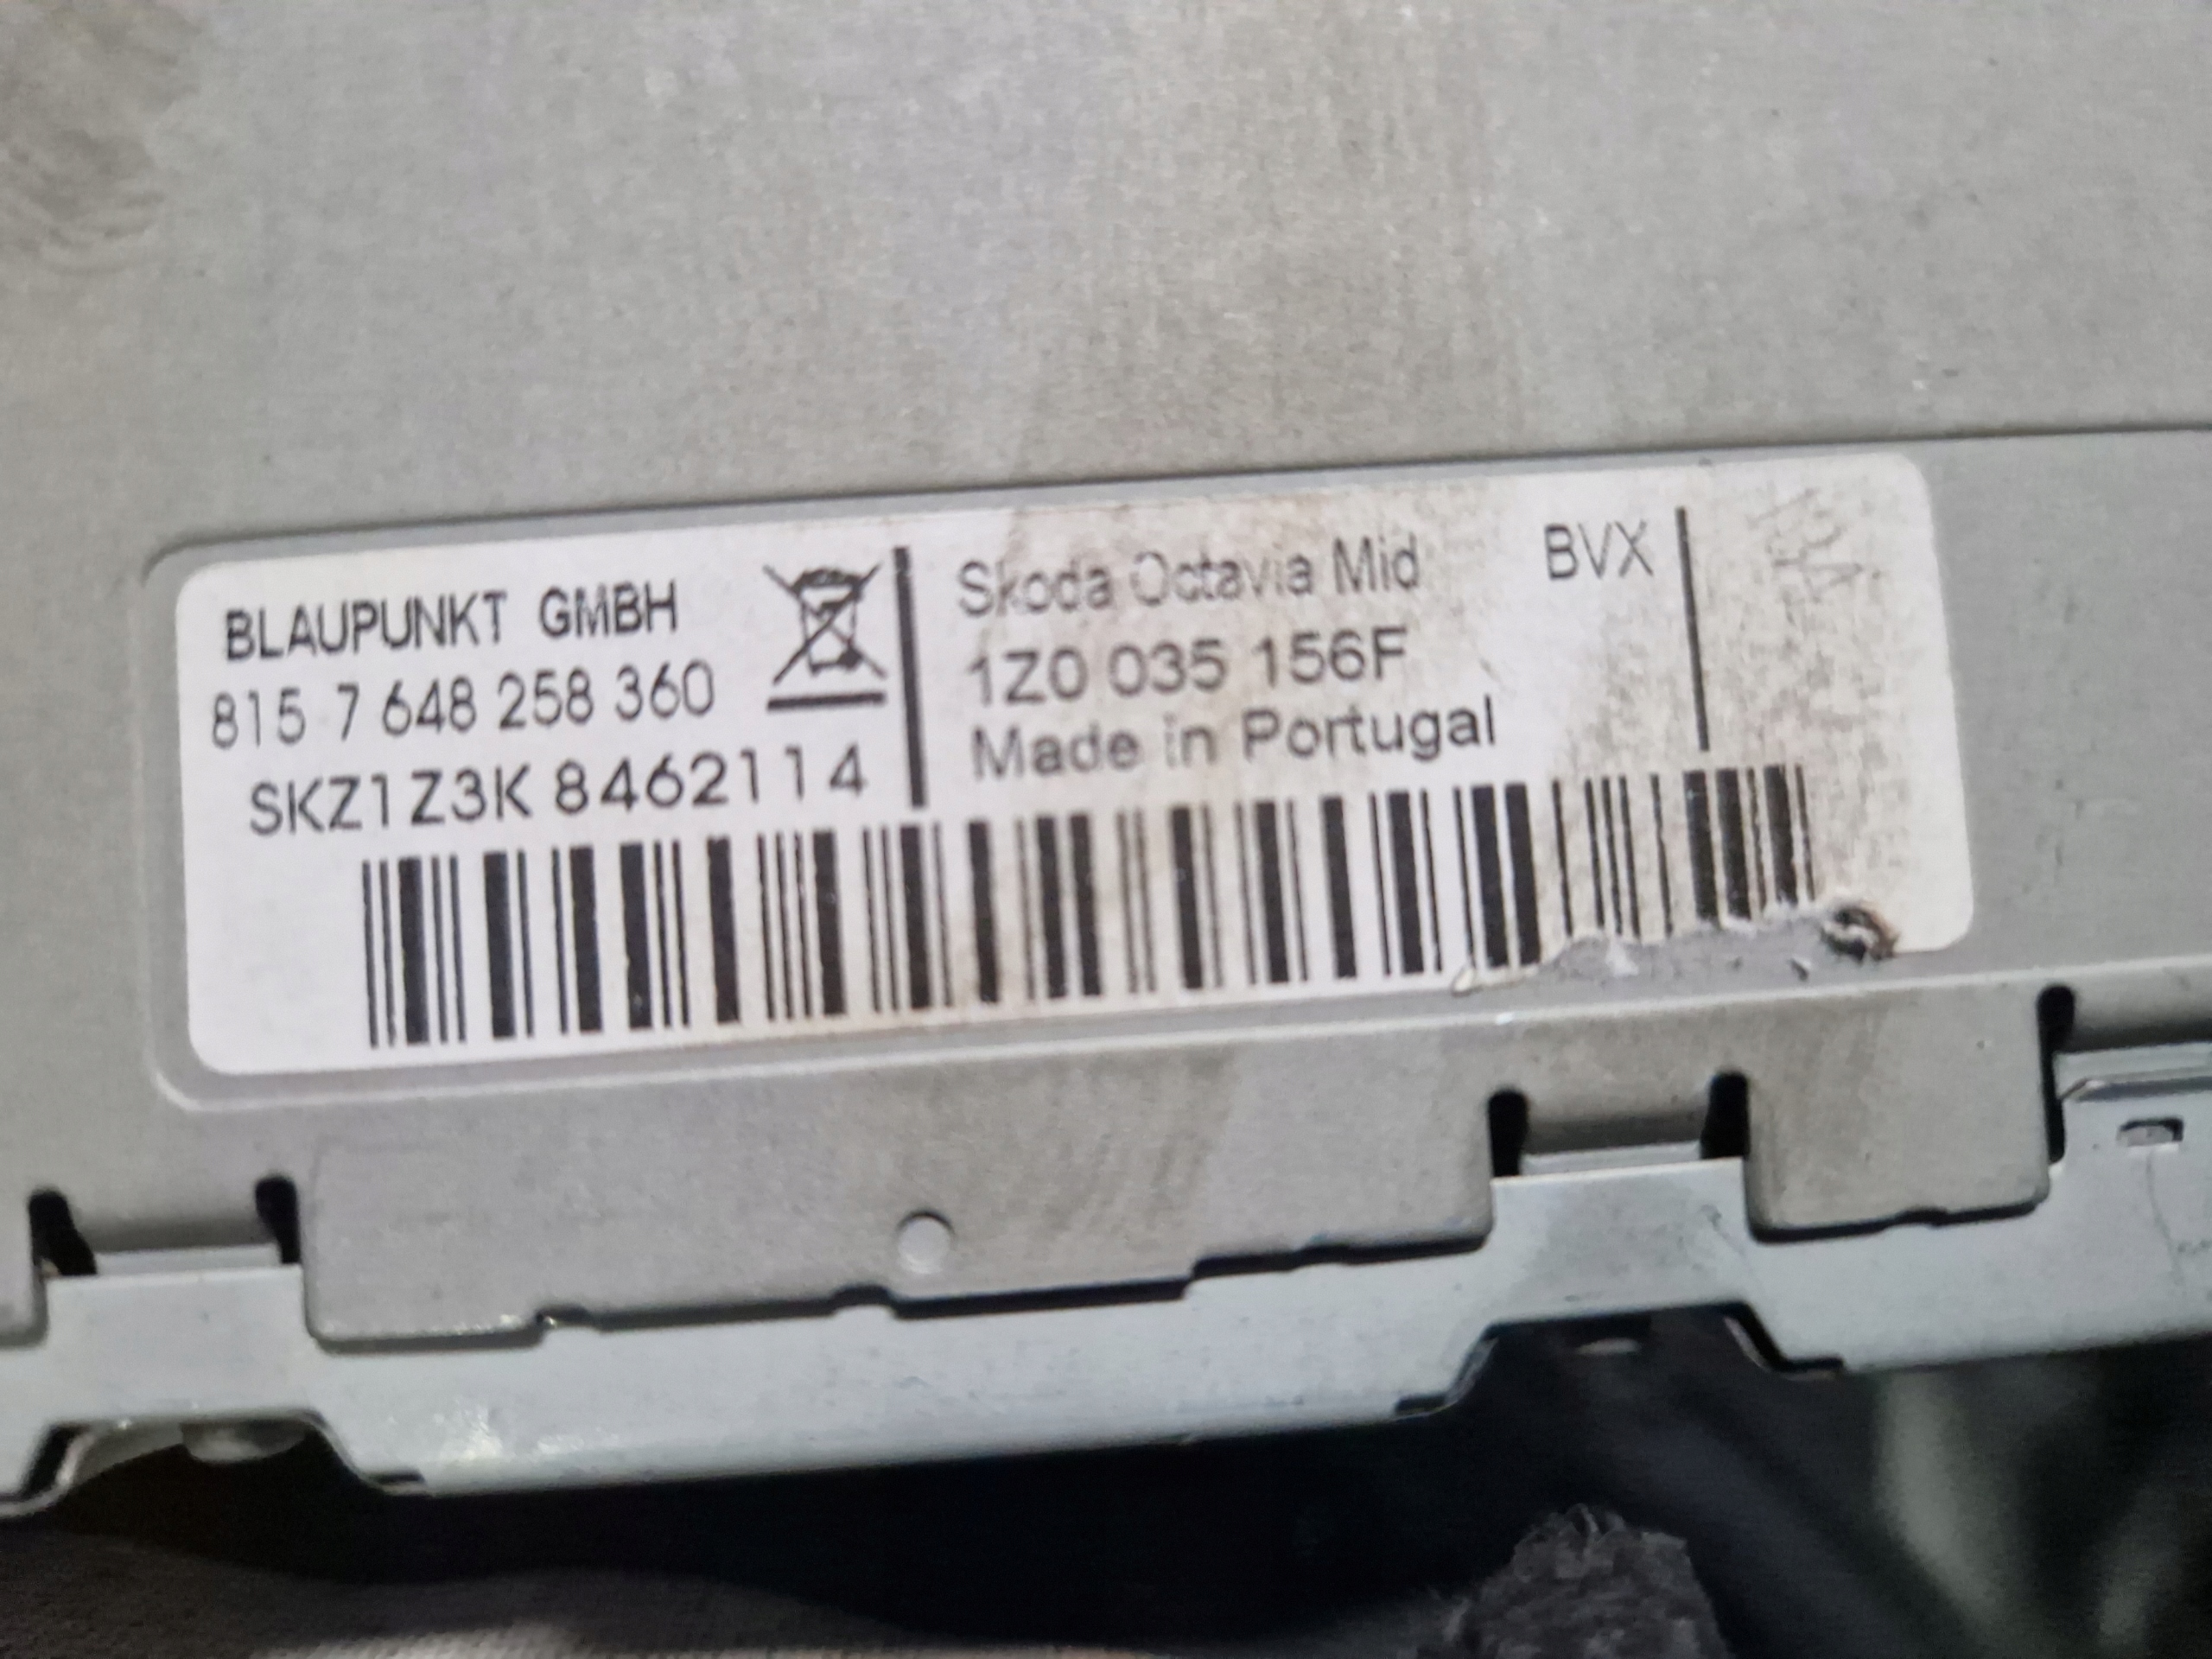 BLAUPUNKT GMBH
815 7 648 258 360
SKZ1Z3K 8462114
Skoda Octavia Mid BVX
1Z0 035 156F
Made in Portugal